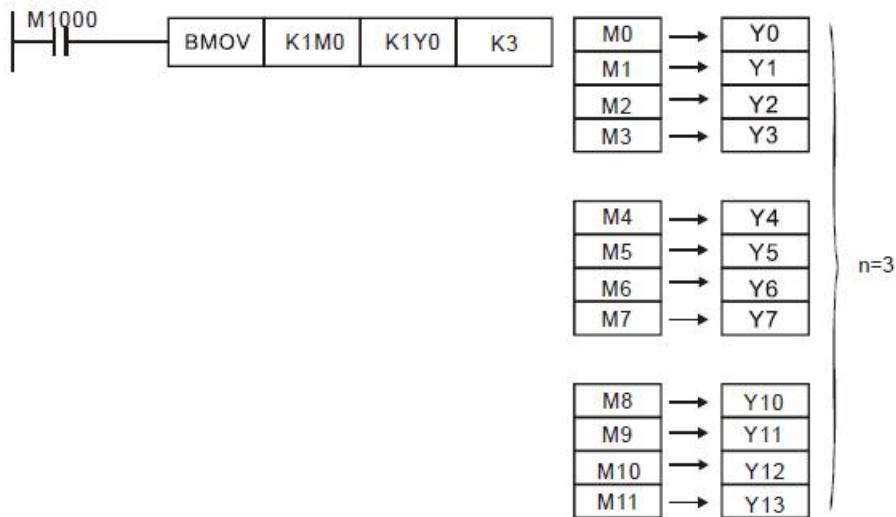 M1000
BMOV K1M0 K1Y0 K3
M0 Y0
M1 Y1
M2 Y2
M3 Y3
M4 Y4
M5 Y5
M6 Y6
M7 Y7
n=3
M8 Y10
M9 Y11
M10 Y12
M11 Y13